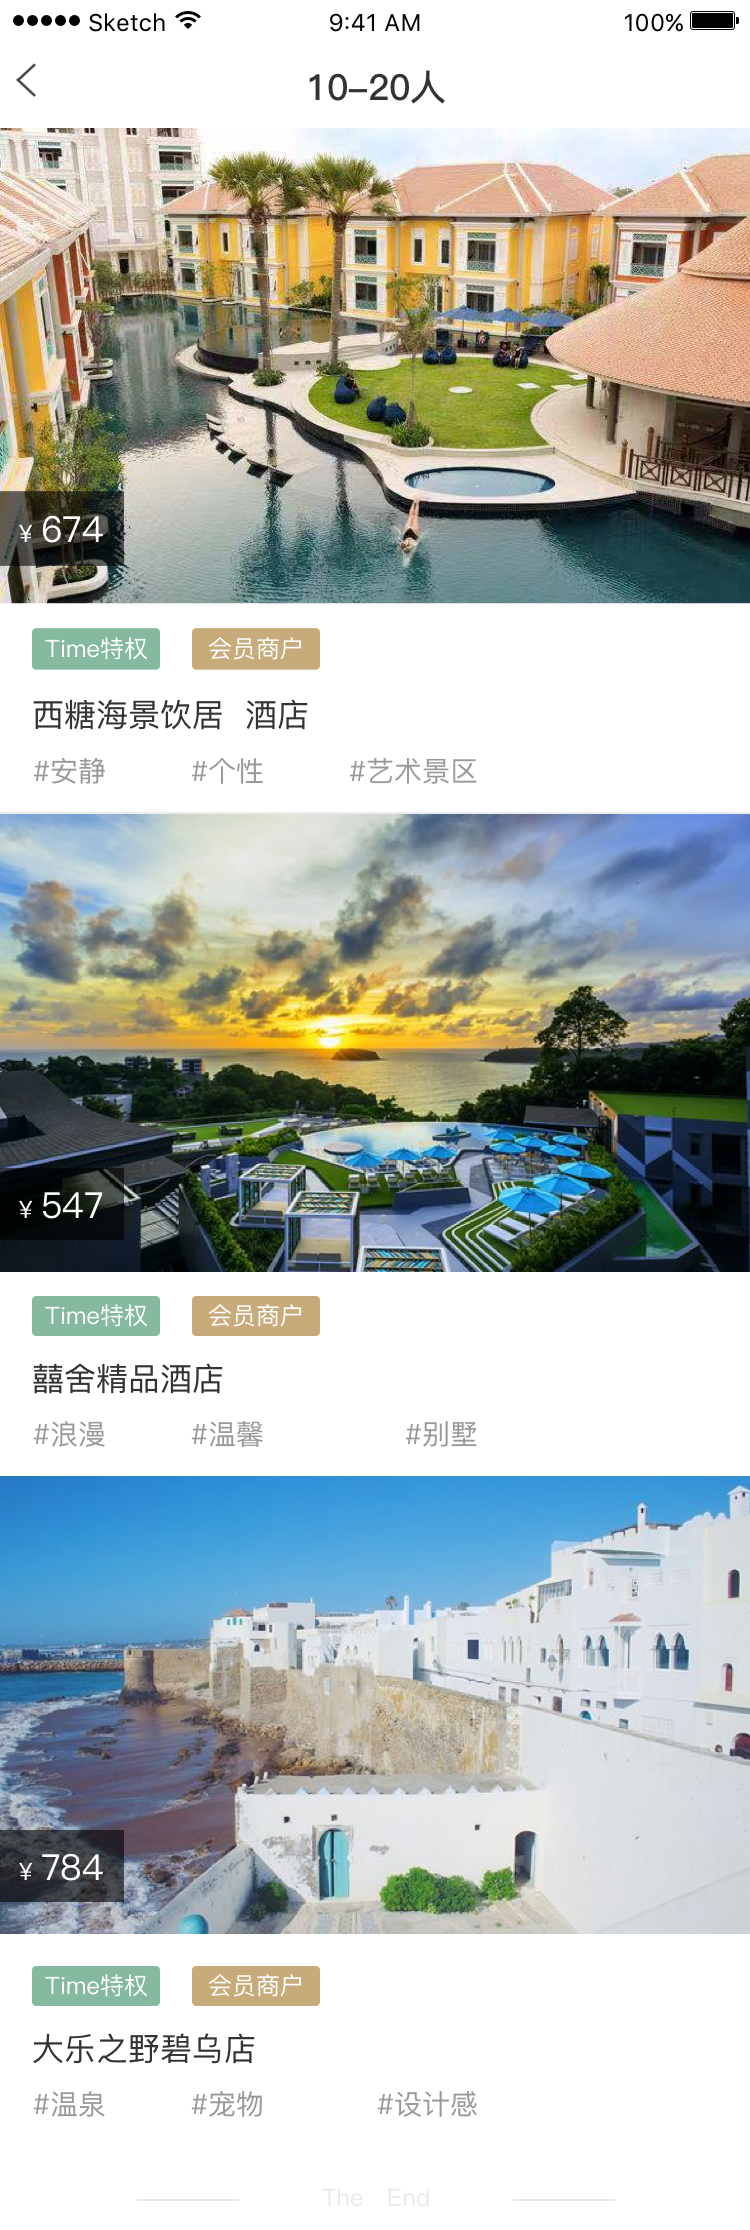 Sketch 9:41 AM 100%
10-20人
¥ 674
Time特权 会员商户
西糖海景饮居 酒店
#安静 #个性 #艺术景区
¥ 547
Time特权 会员商户
囍舍精品酒店
#浪漫 #温馨 #别墅
¥ 784
Time特权 会员商户
大乐之野碧乌店
#温泉 #宠物 #设计感
The End